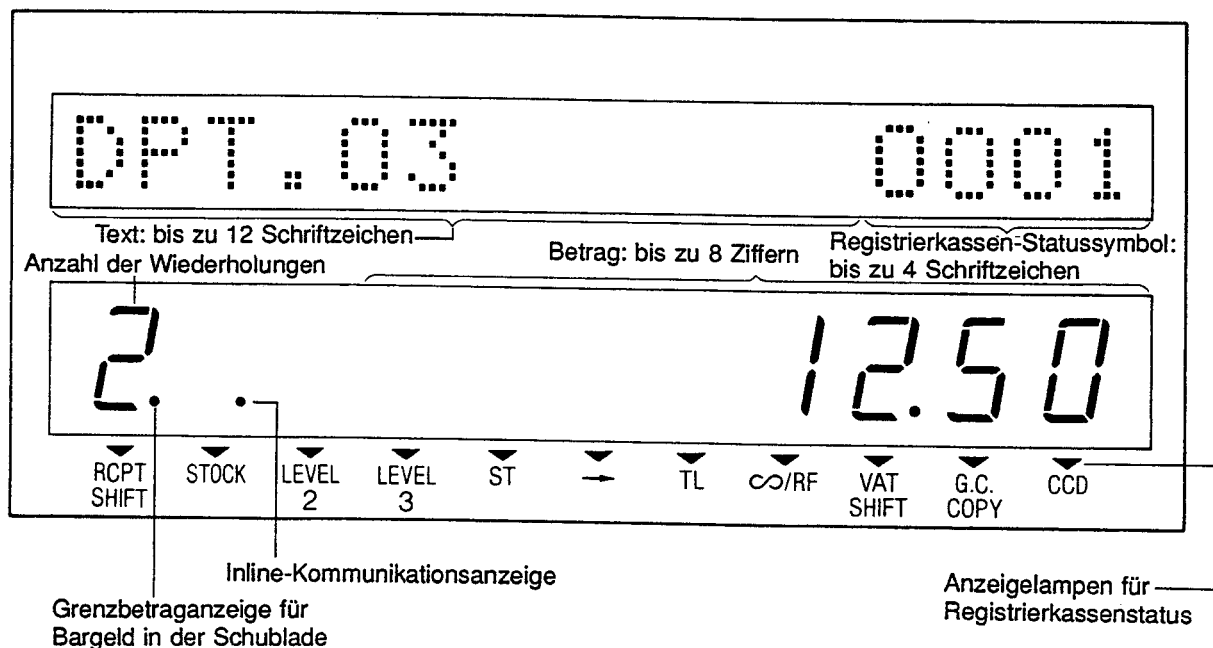 DPT.03 0001
Text: bis zu 12 Schriftzeichen
Betrag: bis zu 8 Ziffern
Registrierkassen-Statussymbol:
bis zu 4 Schriftzeichen
Anzahl der Wiederholungen
2. . 12.50
RCPT SHIFT
STOCK
LEVEL 2
LEVEL 3
ST
→
TL
∞/RF
VAT SHIFT
G.C. COPY
CCD
Inline-Kommunikationsanzeige
Grenzbetraganzeige für
Bargeld in der Schublade
Anzeigelampen für
Registrierkassenstatus